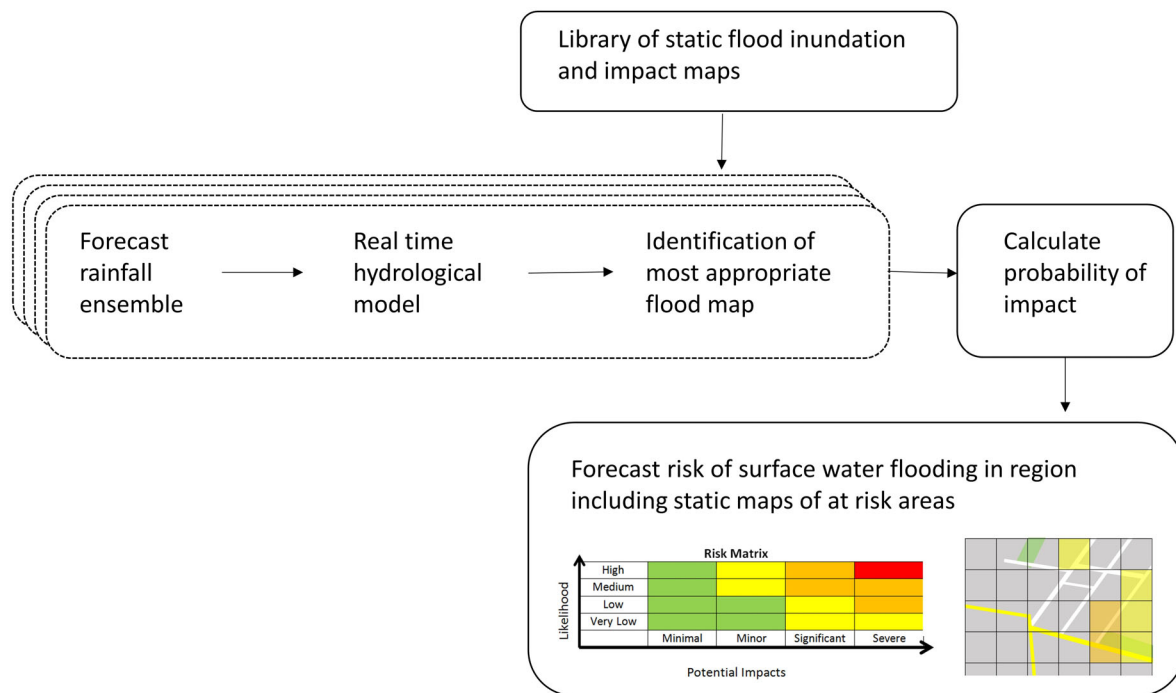 Library of static flood inundation
and impact maps
Forecast
rainfall
ensemble
Real time
hydrological
model
Identification of
most appropriate
flood map
Calculate
probability of
impact
Forecast risk of surface water flooding in region
including static maps of at risk areas
Risk Matrix
Likelihood
High
Medium
Low
Very Low
Minimal Minor Significant Severe
Potential Impacts